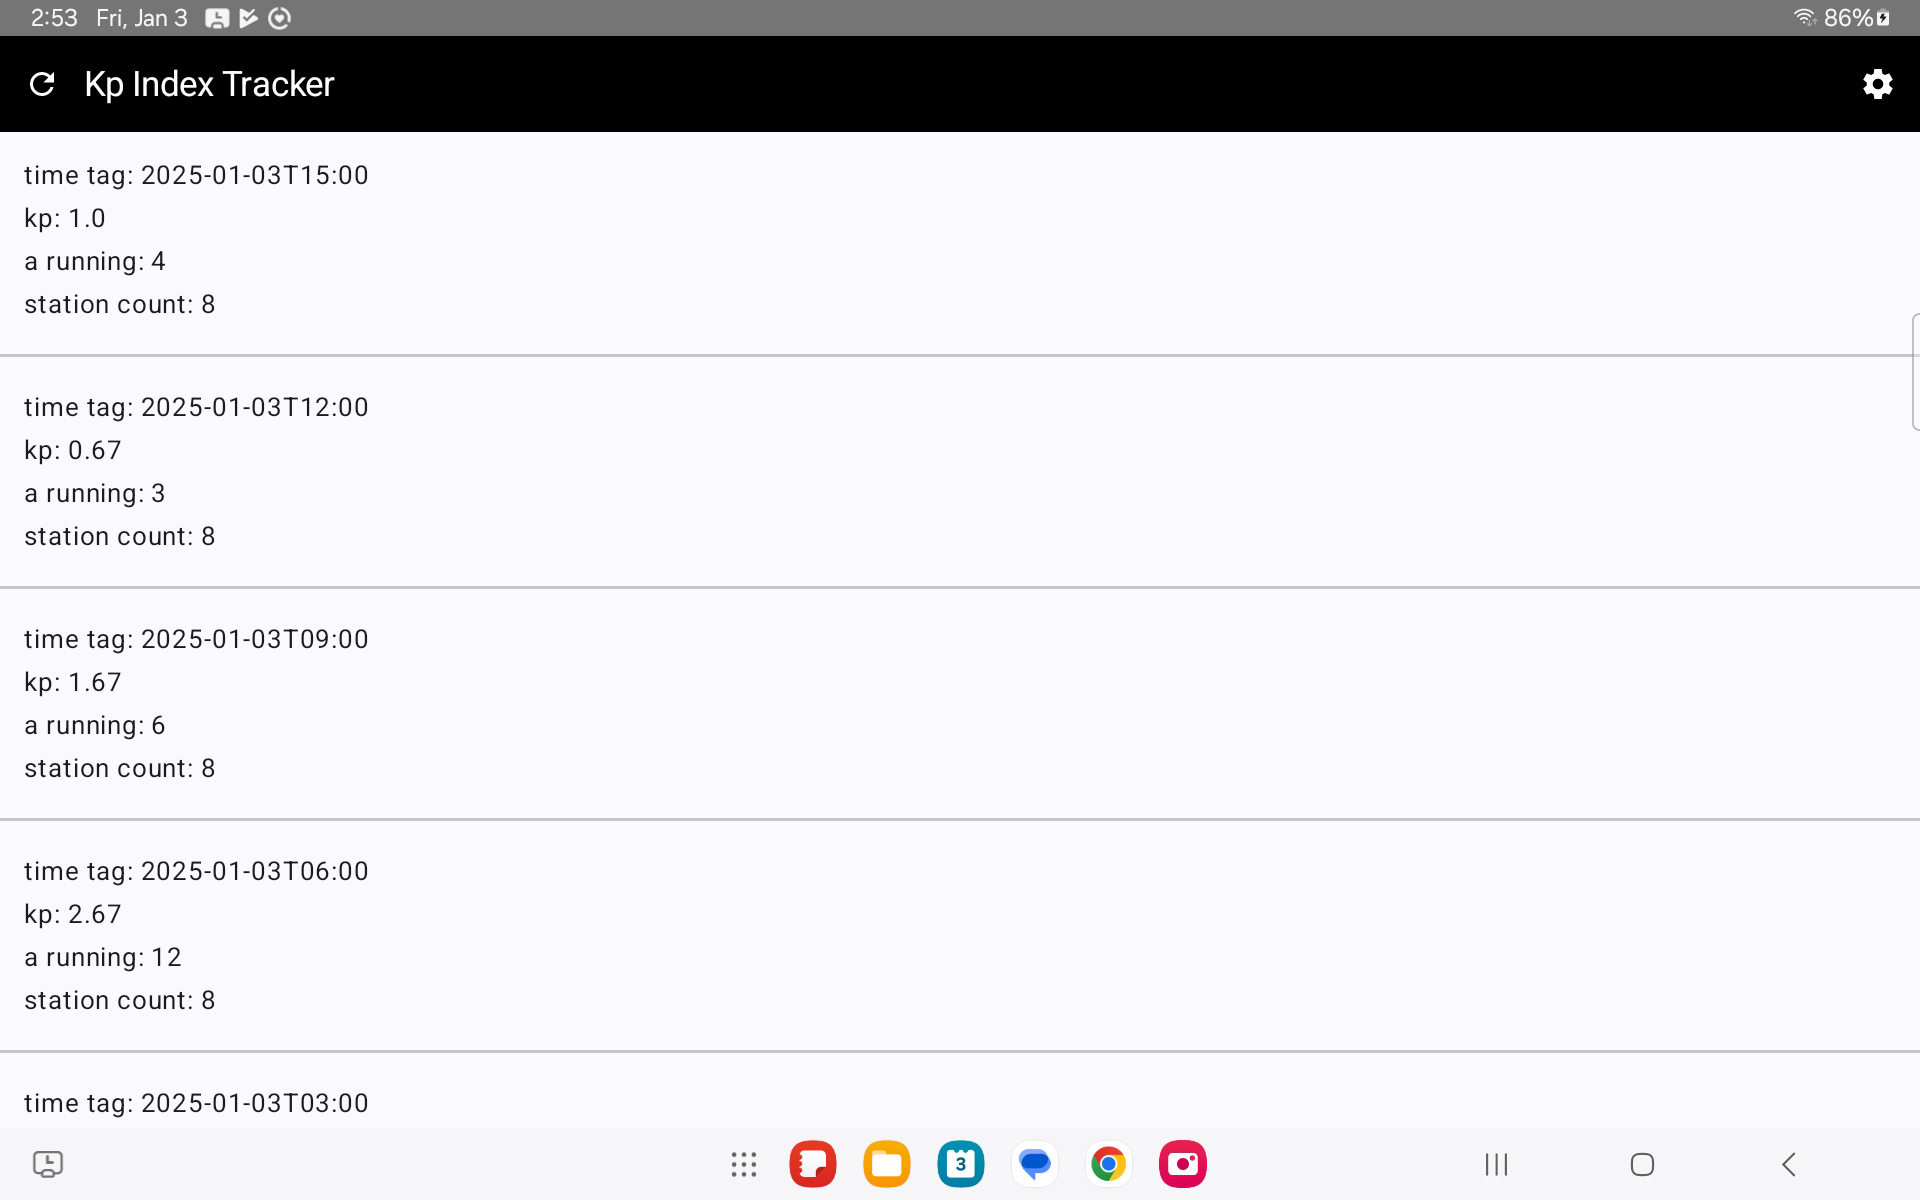 2:53 Fri, Jan 3 86%
Kp Index Tracker
time tag: 2025-01-03T15:00
kp: 1.0
a running: 4
station count: 8
time tag: 2025-01-03T12:00
kp: 0.67
a running: 3
station count: 8
time tag: 2025-01-03T09:00
kp: 1.67
a running: 6
station count: 8
time tag: 2025-01-03T06:00
kp: 2.67
a running: 12
station count: 8
time tag: 2025-01-03T03:00
3